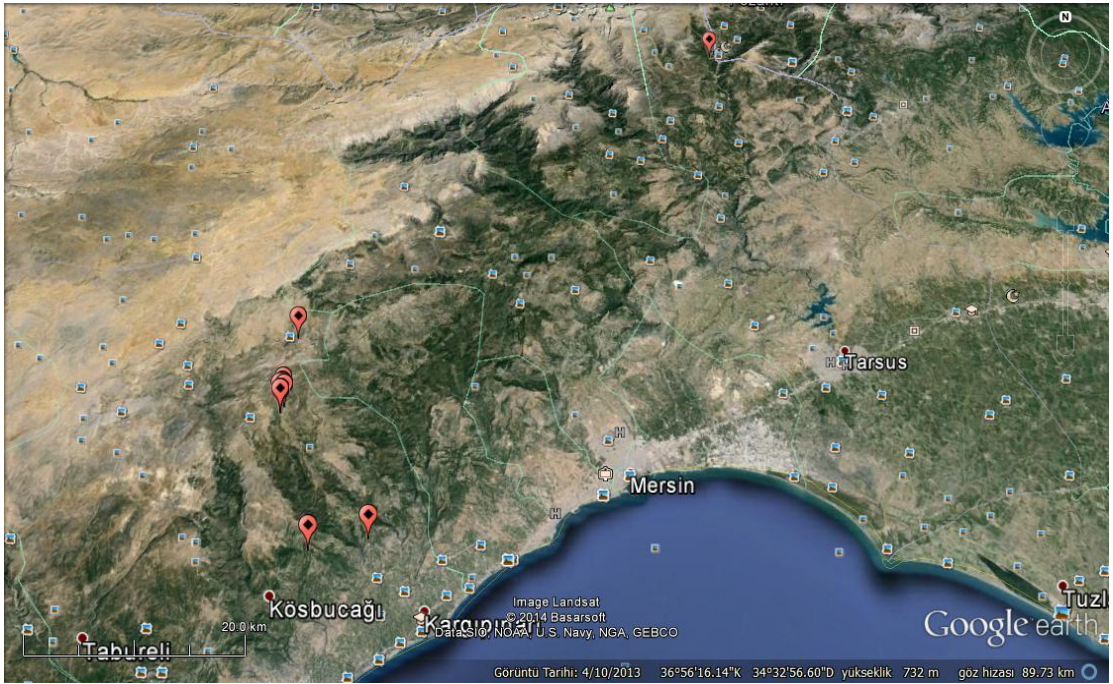 N
Tarsus
Mersin
Kösbucağı
Kargıpınarı
Tuzl
Tabureli
20.0 km
Image Landsat
© 2014 Basarsoft
Data SIO, NOAA, U.S. Navy, NGA, GEBCO
Google earth
Görüntü Tarihi: 4/10/2013 36°56'16.14"K 34°32'56.60"D yükseklik 732 m göz hizası 89.73 km